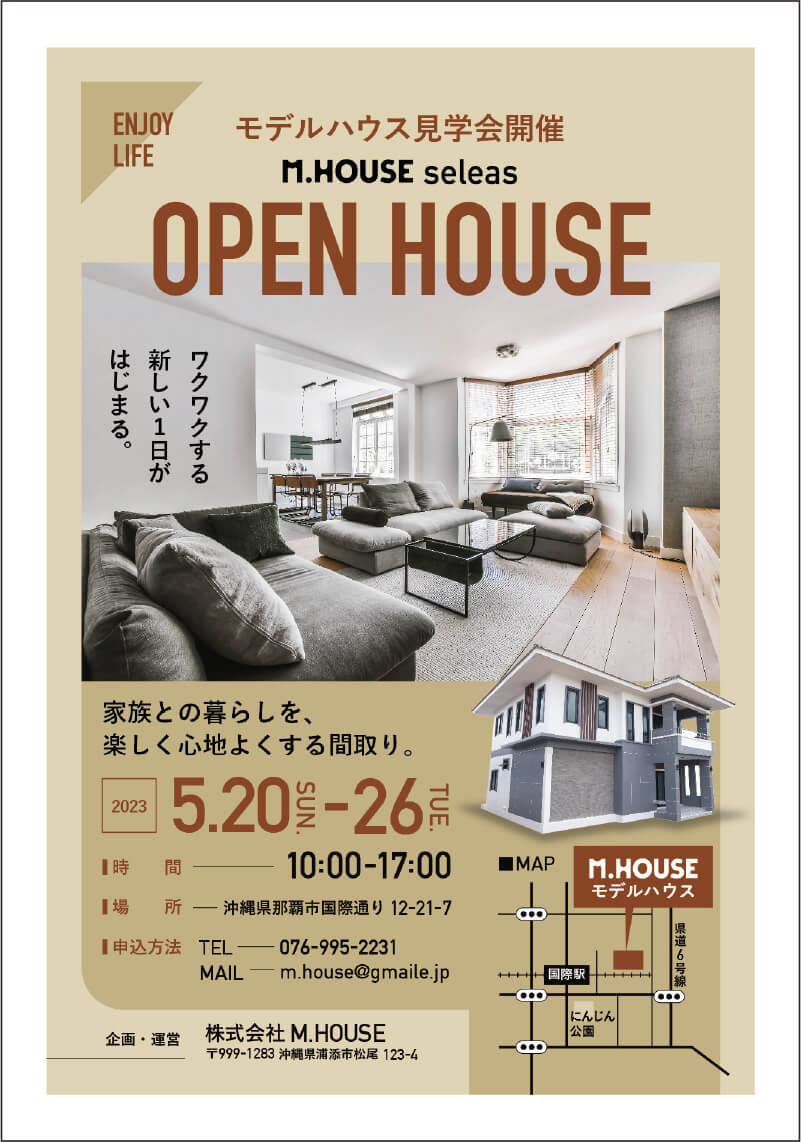 ENJOY
LIFE
モデルハウス見学会開催
M.HOUSE seleas
OPEN HOUSE
ワクワクする
新しい1日が
はじまる。
家族との暮らしを、
楽しく心地よくする間取り。
2023 5.20 SUN. -26 TUE.
時 間 10:00-17:00
場 所 沖縄県那覇市国際通り 12-21-7
申込方法 TEL 076-995-2231
MAIL m.house@gmaile.jp
企画・運営 株式会社 M.HOUSE
〒999-1283 沖縄県浦添市松尾 123-4
■MAP
M.HOUSE
モデルハウス
県道6号線
国際駅
にんじん
公園